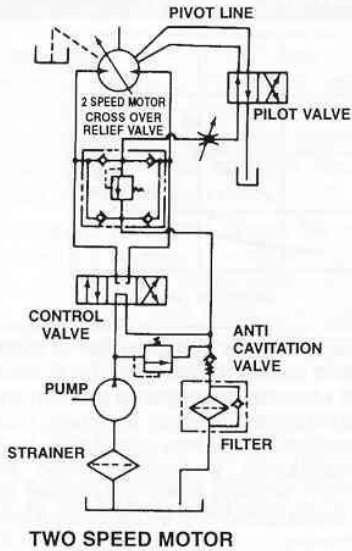 PIVOT LINE
2 SPEED MOTOR
CROSS OVER
RELIEF VALVE
PILOT VALVE
CONTROL
VALVE
ANTI
CAVITATION
VALVE
PUMP
FILTER
STRAINER
TWO SPEED MOTOR